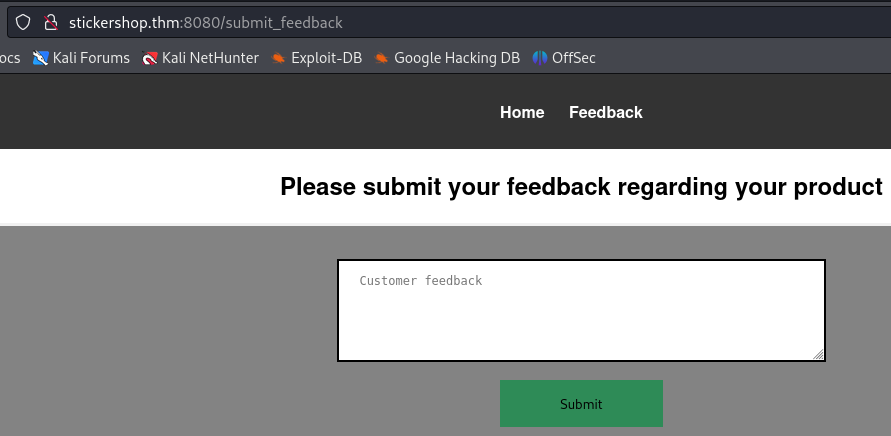 stickershop.thm:8080/submit_feedback
ocs Kali Forums Kali NetHunter Exploit-DB Google Hacking DB OffSec
Home Feedback
Please submit your feedback regarding your product
Customer feedback
Submit